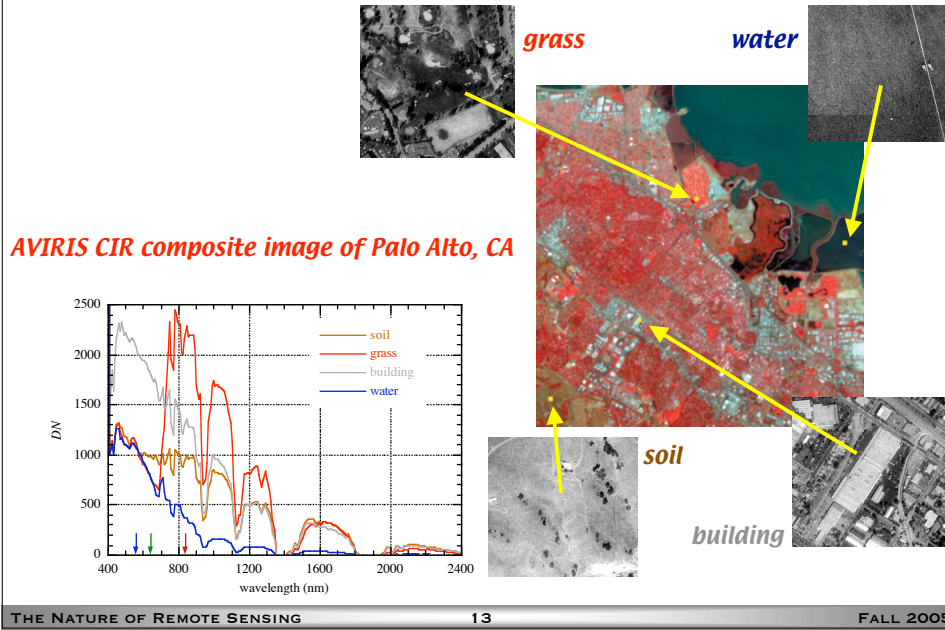 grass
water
AVIRIS CIR composite image of Palo Alto, CA
2500
2000
1500
1000
500
0
DN
soil
grass
building
water
400
800
1200
1600
2000
2400
wavelength (nm)
soil
building
THE NATURE OF REMOTE SENSING 13 FALL 2005